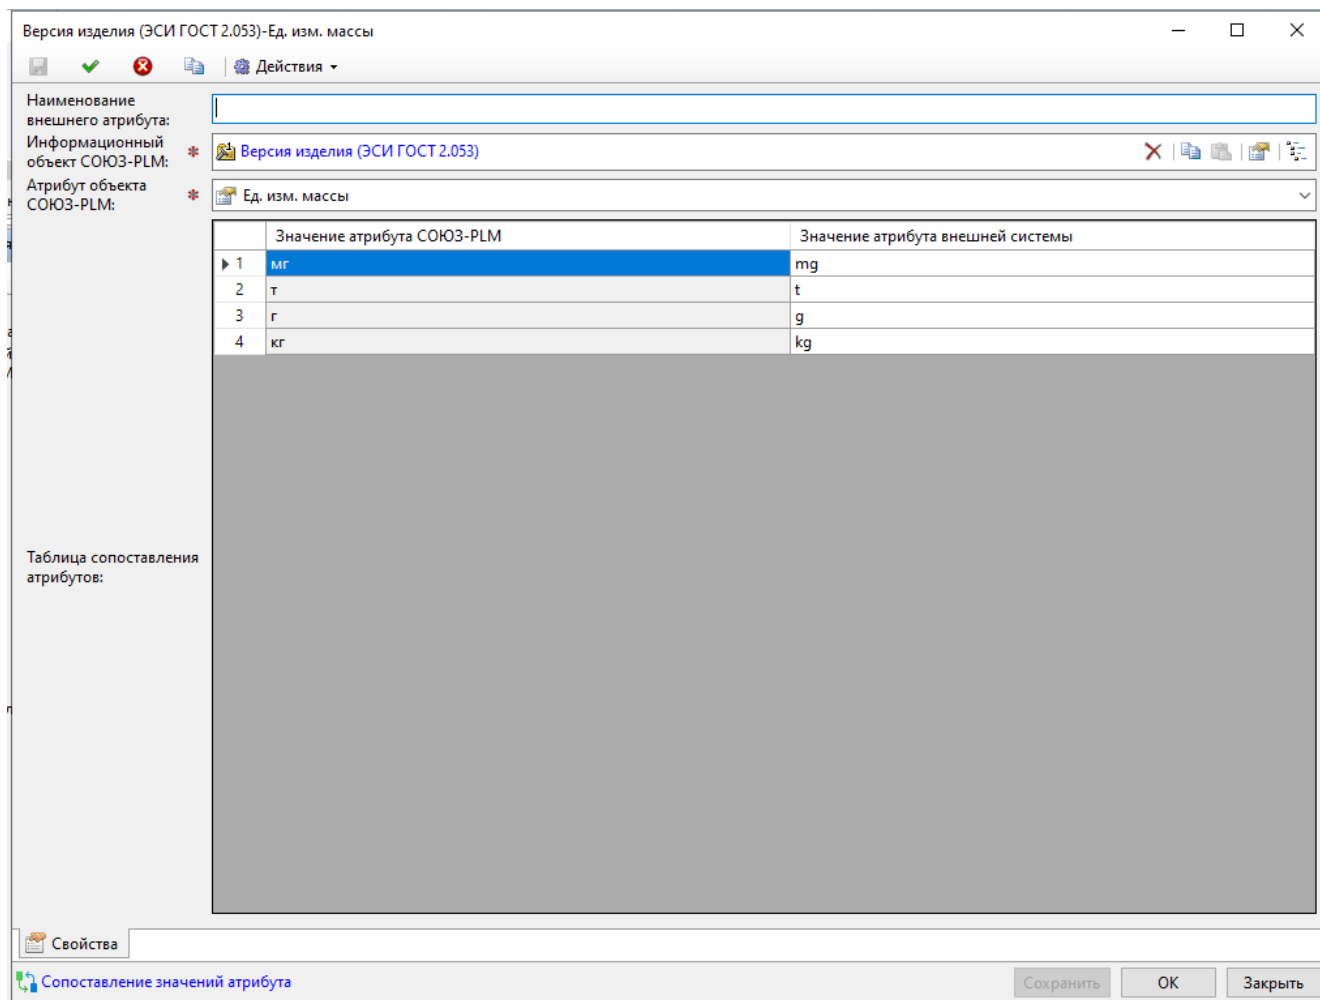 Версия изделия (ЭСИ ГОСТ 2.053)-Ед. изм. массы
Действия
Наименование
внешнего атрибута:
Информационный
объект СОЮЗ-PLM:
Версия изделия (ЭСИ ГОСТ 2.053)
Атрибут объекта
СОЮЗ-PLM:
Ед. изм. массы
Значение атрибута СОЮЗ-PLM Значение атрибута внешней системы
1 мг mg
2 т t
3 г g
4 кг kg
Таблица сопоставления
атрибутов:
Свойства
Сопоставление значений атрибута
Сохранить ОК Закрыть